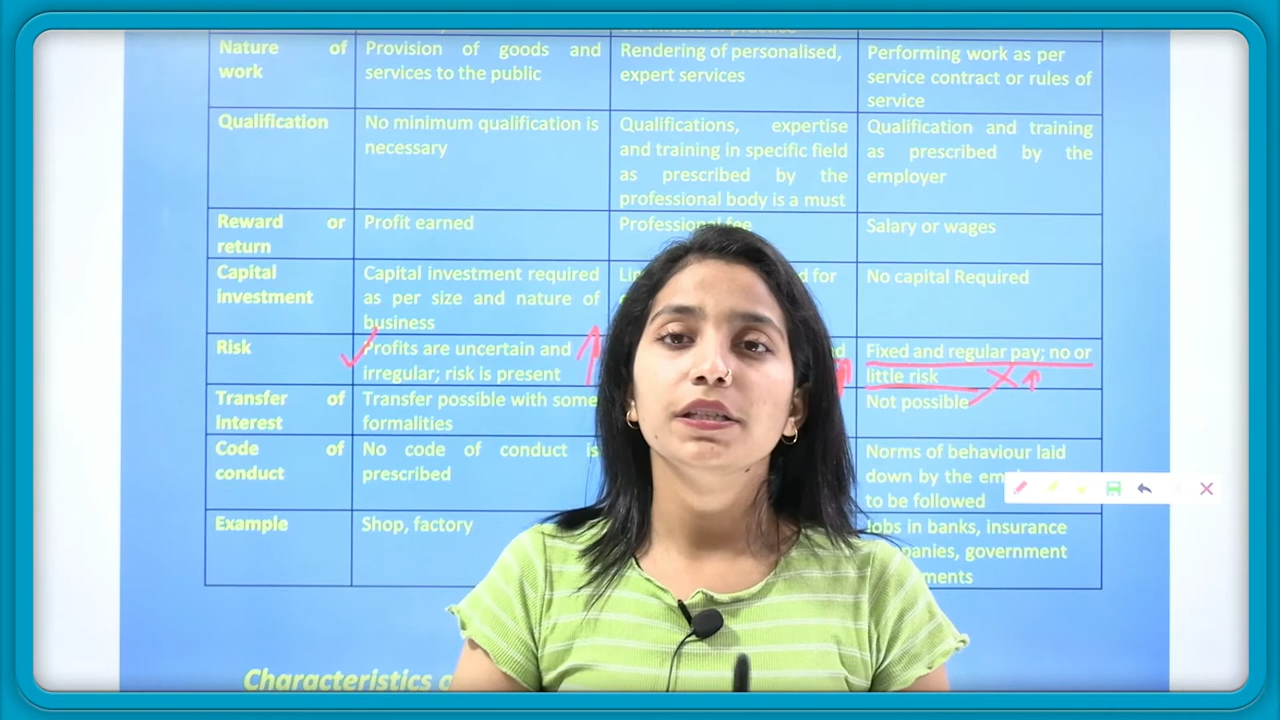 Nature of
work
Provision of goods and
services to the public
Rendering of personalised,
expert services
Performing work as per
service contract or rules of
service
Qualification
No minimum qualification is
necessary
Qualifications, expertise
and training in specific field
as prescribed by the
professional body is a must
Qualification and training
as prescribed by the
employer
Reward or
return
Profit earned
Professional fee
Salary or wages
Capital
investment
Capital investment required
as per size and nature of
business
for
No capital Required
Risk
Profits are uncertain and
irregular; risk is present
Fixed and regular pay; no or
little risk
Transfer of
interest
Transfer possible with some
formalities
Not possible
Code of
conduct
No code of conduct is
prescribed
Norms of behaviour laid
down by the
to be followed
Example
Shop, factory
Jobs in banks, insurance
government
Characteristics